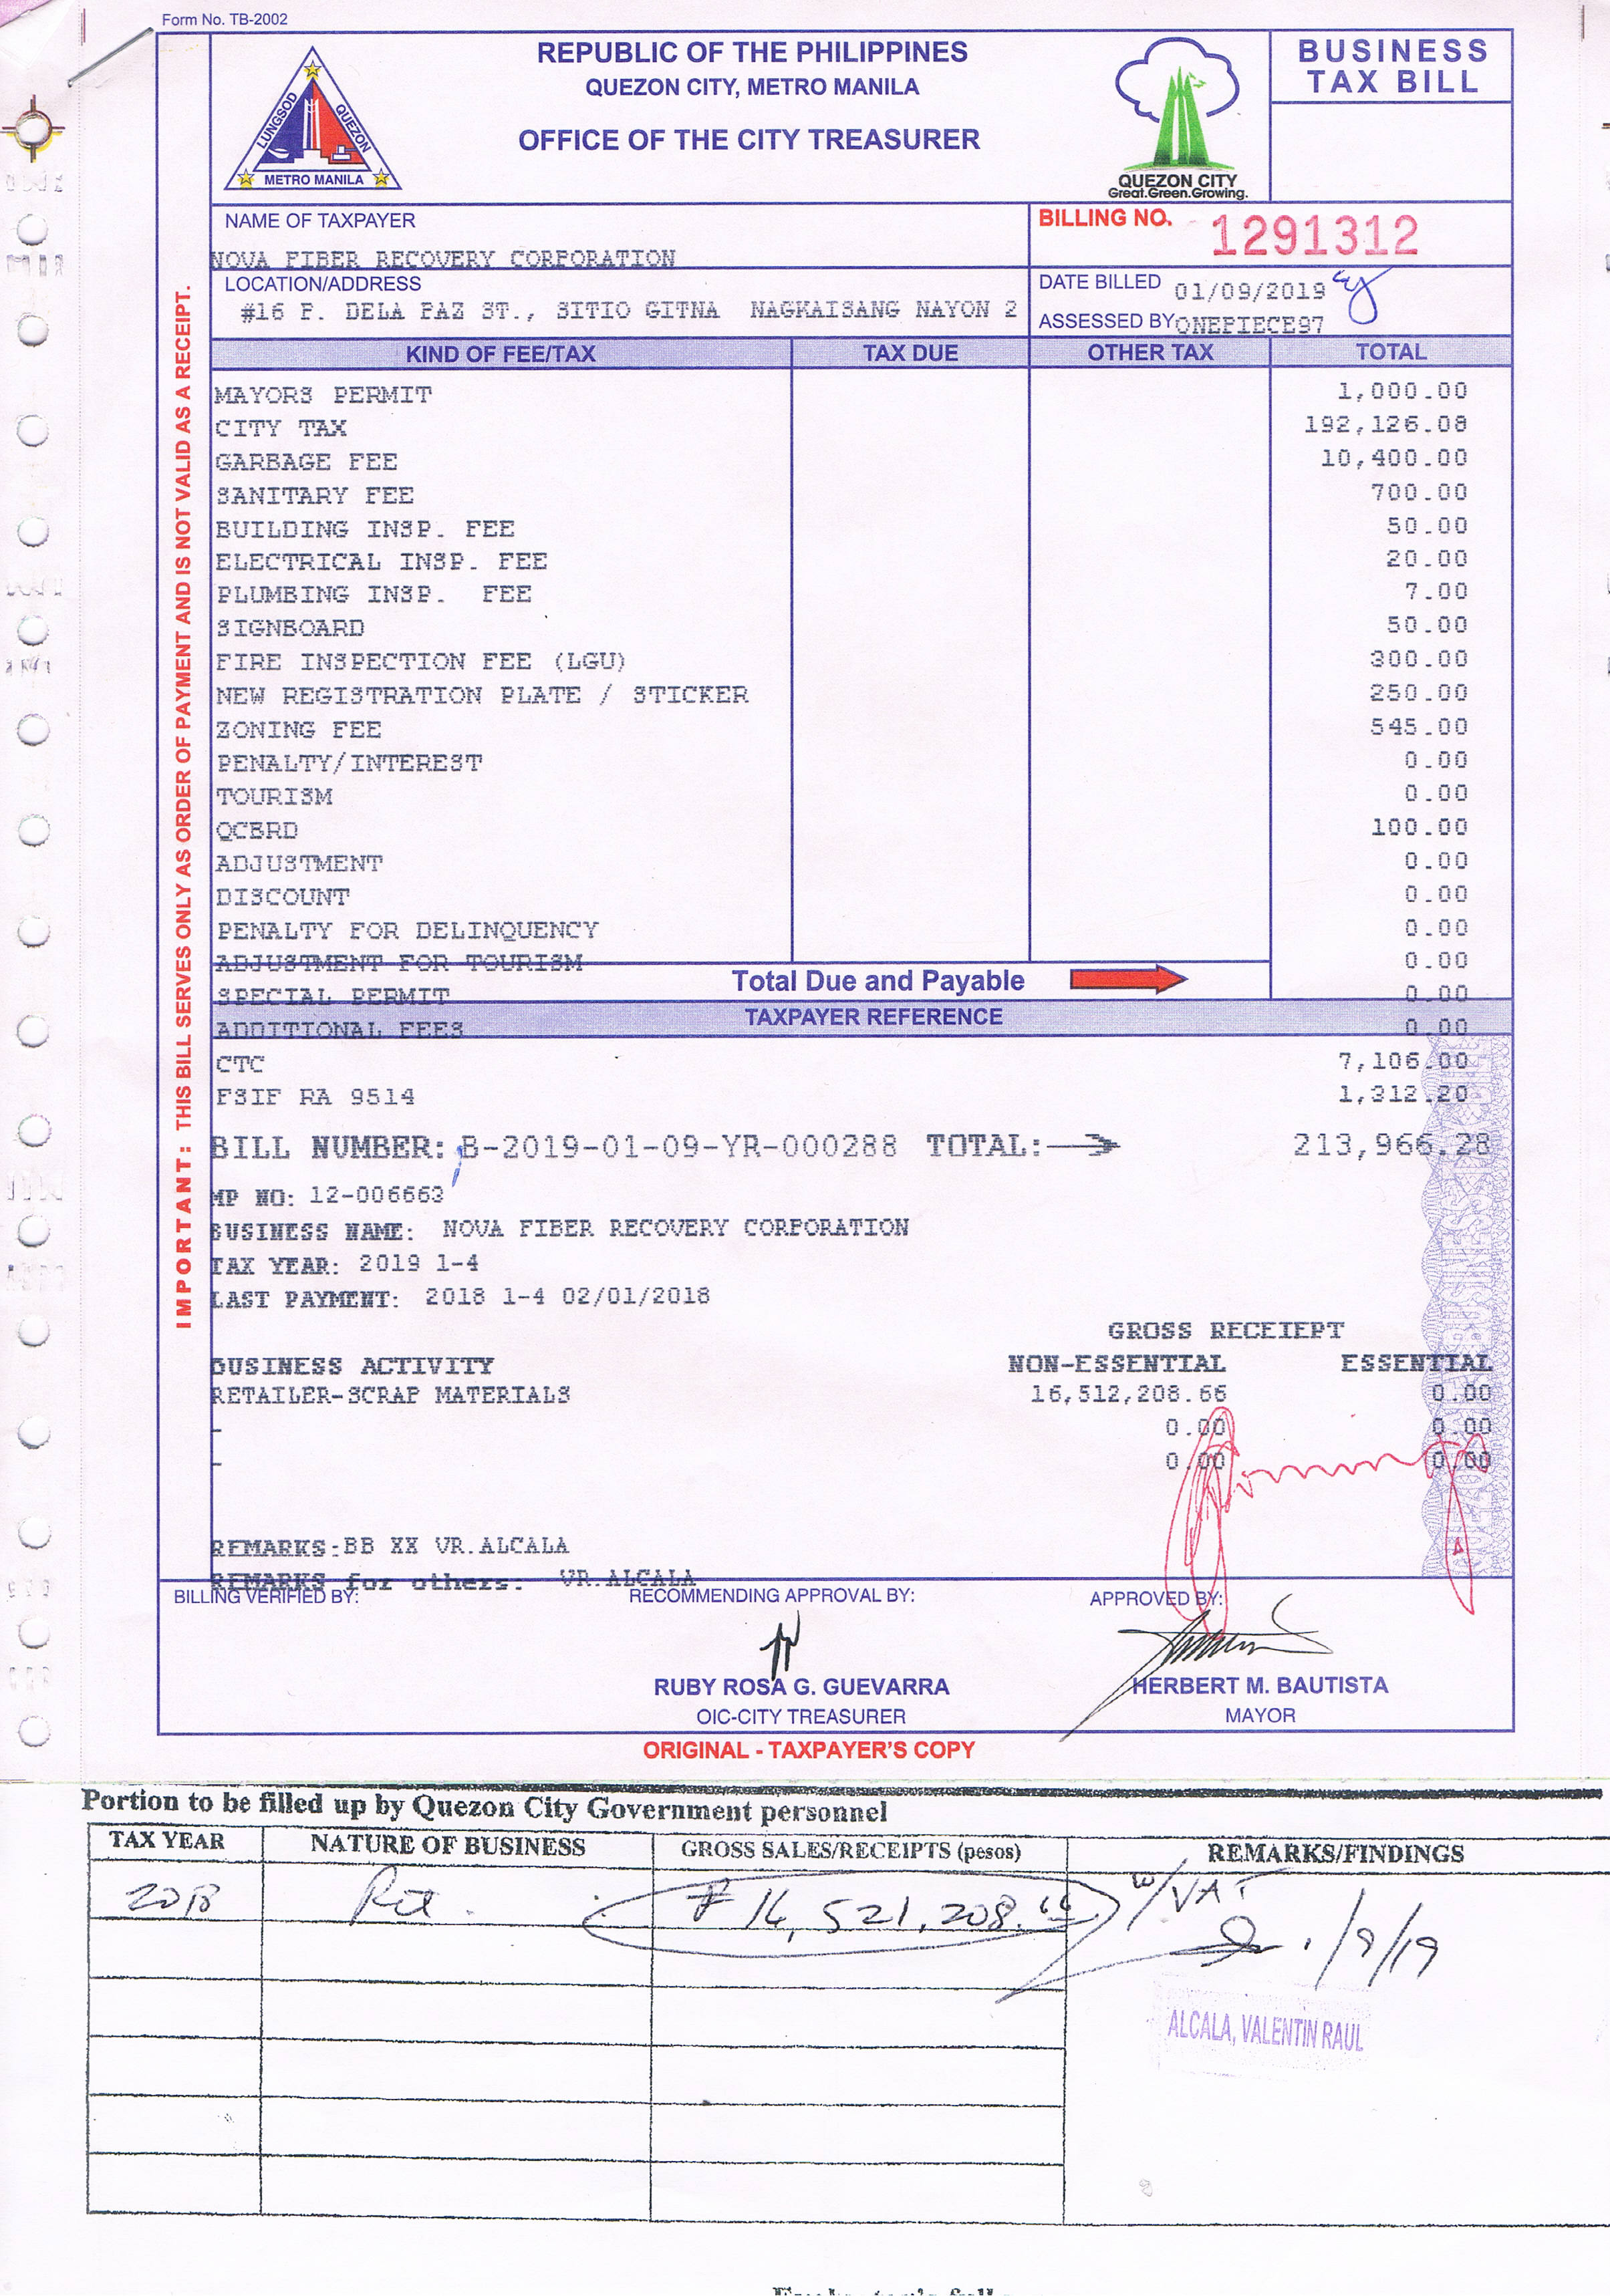 Form No. TB-2002
REPUBLIC OF THE PHILIPPINES
QUEZON CITY, METRO MANILA
OFFICE OF THE CITY TREASURER
LUNGSOD QUEZON
METRO MANILA
QUEZON CITY
Great.Green.Growing.
BUSINESS
TAX BILL
NAME OF TAXPAYER
NOVA FIBER RECOVERY CORPORATION
BILLING NO. 1291312
LOCATION/ADDRESS
#16 F. DELA PAZ ST., SITIO GITNA NAGKAISANG NAYON 2
DATE BILLED 01/09/2019
ASSESSED BY ONEPIECE97
KIND OF FEE/TAX TAX DUE OTHER TAX TOTAL
MAYORS PERMIT 1,000.00
CITY TAX 192,126.08
GARBAGE FEE 10,400.00
SANITARY FEE 700.00
BUILDING INSP. FEE 50.00
ELECTRICAL INSP. FEE 20.00
PLUMBING INSP. FEE 7.00
SIGNBOARD 50.00
FIRE INSPECTION FEE (LGU) 300.00
NEW REGISTRATION PLATE / STICKER 250.00
ZONING FEE 545.00
PENALTY/INTEREST 0.00
TOURISM 0.00
QCBRD 100.00
ADJUSTMENT 0.00
DISCOUNT 0.00
PENALTY FOR DELINQUENCY 0.00
ADJUSTMENT FOR TOURISM 0.00
Total Due and Payable
SPECIAL PERMIT 0.00
TAXPAYER REFERENCE
ADDITIONAL FEES 0.00
CTC 7,106.00
FSIF RA 9514 1,312.20
BILL NUMBER: B-2019-01-09-YR-000288 TOTAL: 213,966.28
MP NO: 12-006663
BUSINESS NAME: NOVA FIBER RECOVERY CORPORATION
TAX YEAR: 2019 1-4
LAST PAYMENT: 2018 1-4 02/01/2018
GROSS RECEIEPT
BUSINESS ACTIVITY NON-ESSENTIAL ESSENTIAL
RETAILER-SCRAP MATERIALS 16,512,208.66 0.00
- 0.00 0.00
- 0.00 0.00
REMARKS: BB XX VR.ALCALA
REMARKS for others: VR.ALCALA
BILLING VERIFIED BY: RECOMMENDING APPROVAL BY: APPROVED BY:
RUBY ROSA G. GUEVARRA HERBERT M. BAUTISTA
OIC-CITY TREASURER MAYOR
ORIGINAL - TAXPAYER'S COPY
IMPORTANT: THIS BILL SERVES ONLY AS ORDER OF PAYMENT AND IS NOT VALID AS A RECEIPT.
Portion to be filled up by Quezon City Government personnel
TAX YEAR NATURE OF BUSINESS GROSS SALES/RECEIPTS (pesos) REMARKS/FINDINGS
2018 Ret. ₱ 16,521,208.66 w/VAT
1/9/19
ALCALA, VALENTIN RAUL